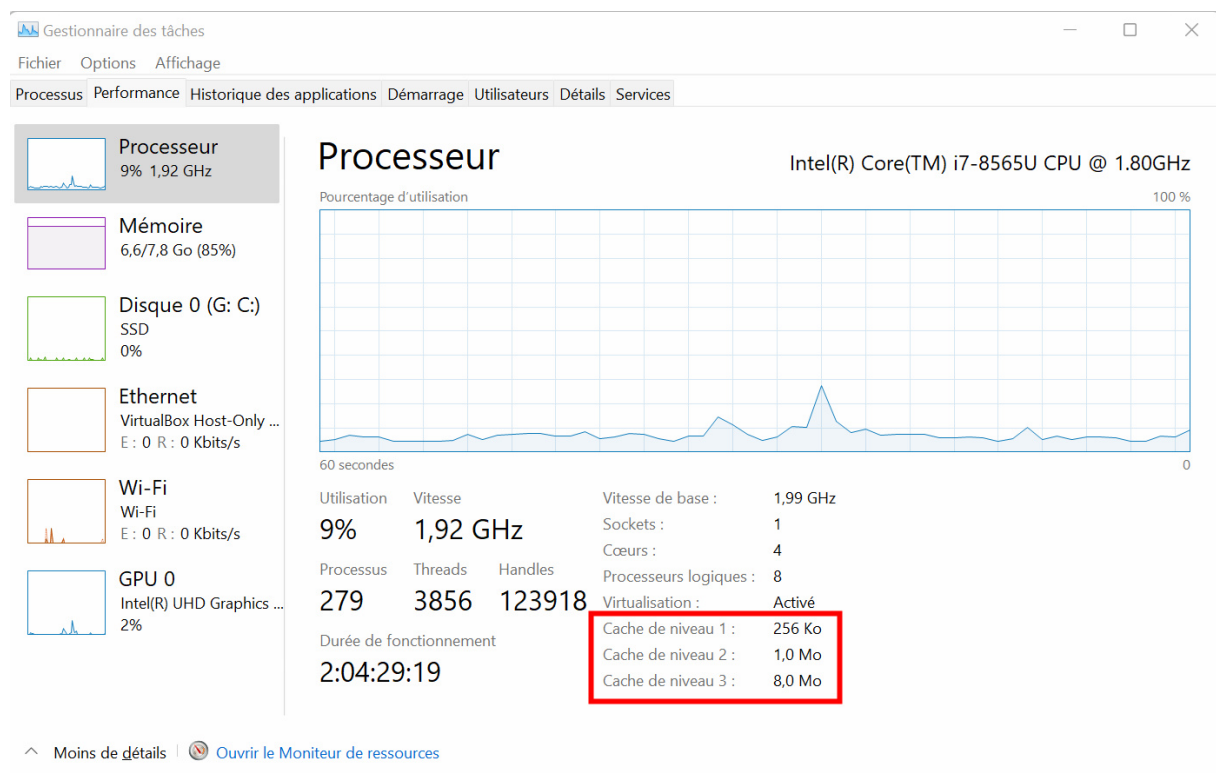 Gestionnaire des tâches
Fichier Options Affichage
Processus Performance Historique des applications Démarrage Utilisateurs Détails Services
Processeur
9% 1,92 GHz
Mémoire
6,6/7,8 Go (85%)
Disque 0 (G: C:)
SSD
0%
Ethernet
VirtualBox Host-Only ...
E : 0 R : 0 Kbits/s
Wi-Fi
Wi-Fi
E : 0 R : 0 Kbits/s
GPU 0
Intel(R) UHD Graphics ...
2%
Processeur
Intel(R) Core(TM) i7-8565U CPU @ 1.80GHz
Pourcentage d'utilisation 100 %
60 secondes 0
Utilisation Vitesse
9% 1,92 GHz
Processus Threads Handles
279 3856 123918
Durée de fonctionnement
2:04:29:19
Vitesse de base : 1,99 GHz
Sockets : 1
Cœurs : 4
Processeurs logiques : 8
Virtualisation : Activé
Cache de niveau 1 : 256 Ko
Cache de niveau 2 : 1,0 Mo
Cache de niveau 3 : 8,0 Mo
Moins de détails Ouvrir le Moniteur de ressources